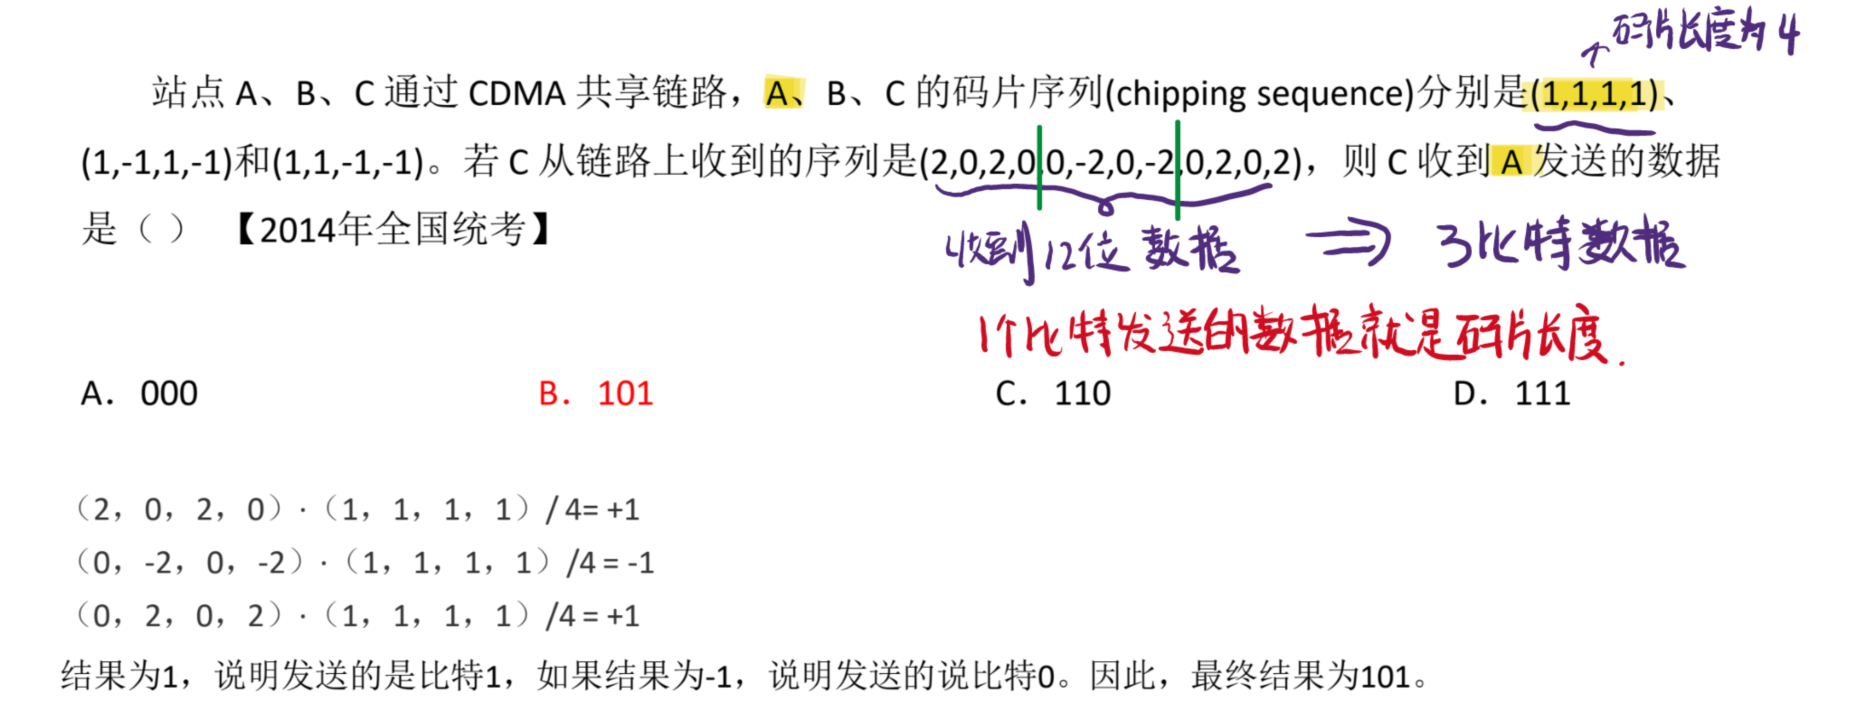 码片长度为4
站点 A、B、C 通过 CDMA 共享链路，A、B、C 的码片序列(chipping sequence)分别是(1,1,1,1)、
(1,-1,1,-1)和(1,1,-1,-1)。若 C 从链路上收到的序列是(2,0,2,0,0,-2,0,-2,0,2,0,2)，则 C 收到 A 发送的数据
是（ ） 【2014年全国统考】
收到12位数据 ⇒ 3比特数据
1个比特发送的数据就是码片长度.
A. 000 B. 101 C. 110 D. 111
（2，0，2，0）·（1，1，1，1）/ 4= +1
（0，-2，0，-2）·（1，1，1，1）/4 = -1
（0，2，0，2）·（1，1，1，1）/4 = +1
结果为1，说明发送的是比特1，如果结果为-1，说明发送的说比特0。因此，最终结果为101。